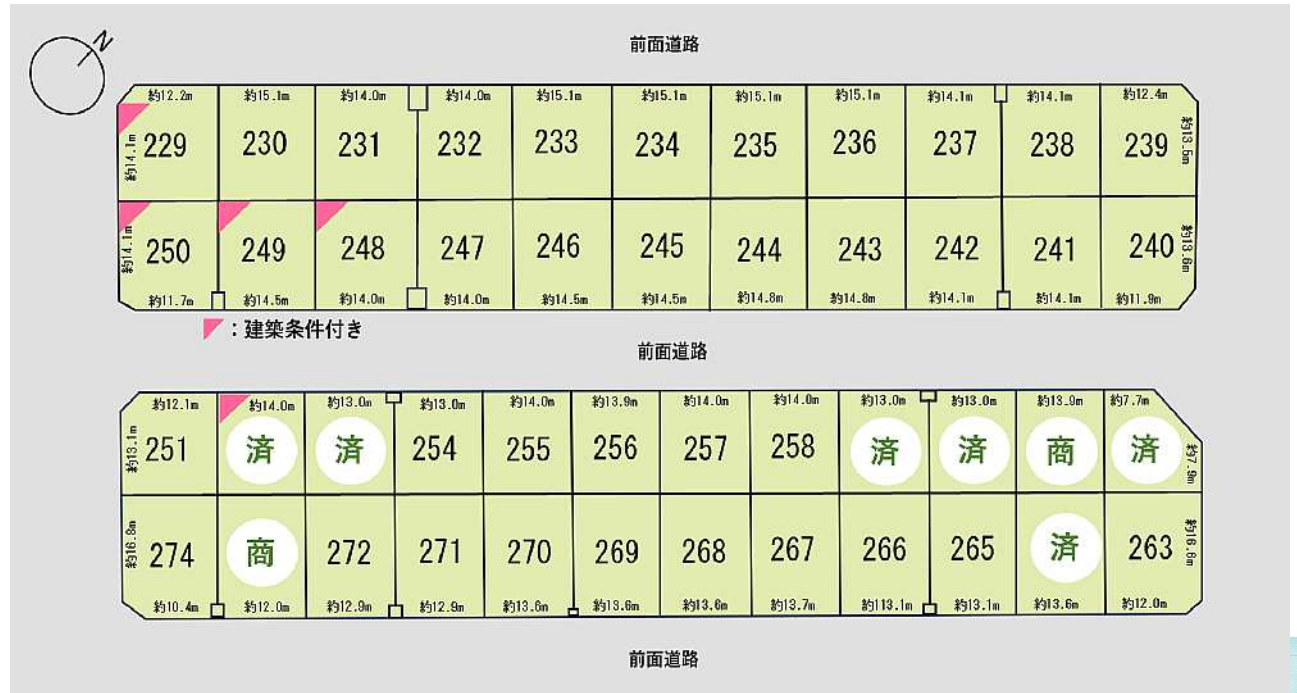 N
前面道路
約12.2m 約15.1m 約14.0m 約14.0m 約15.1m 約15.1m 約15.1m 約15.1m 約14.1m 約14.1m 約12.4m
約14.1m 229 230 231 232 233 234 235 236 237 238 239 約13.5m
約14.1m 250 249 248 247 246 245 244 243 242 241 240 約13.6m
約11.7m 約14.5m 約14.0m 約14.0m 約14.5m 約14.5m 約14.8m 約14.8m 約14.1m 約14.1m 約11.9m
：建築条件付き
前面道路
約12.1m 約14.0m 約13.0m 約13.0m 約14.0m 約13.9m 約14.0m 約14.0m 約13.0m 約13.0m 約13.9m 約7.7m
約13.1m 251 済 済 254 255 256 257 258 済 済 商 済 約7.9m
約16.8m 274 商 272 271 270 269 268 267 266 265 済 263 約16.6m
約10.4m 約12.0m 約12.9m 約12.9m 約13.6m 約13.6m 約13.6m 約13.7m 約113.1m 約13.1m 約13.6m 約12.0m
前面道路